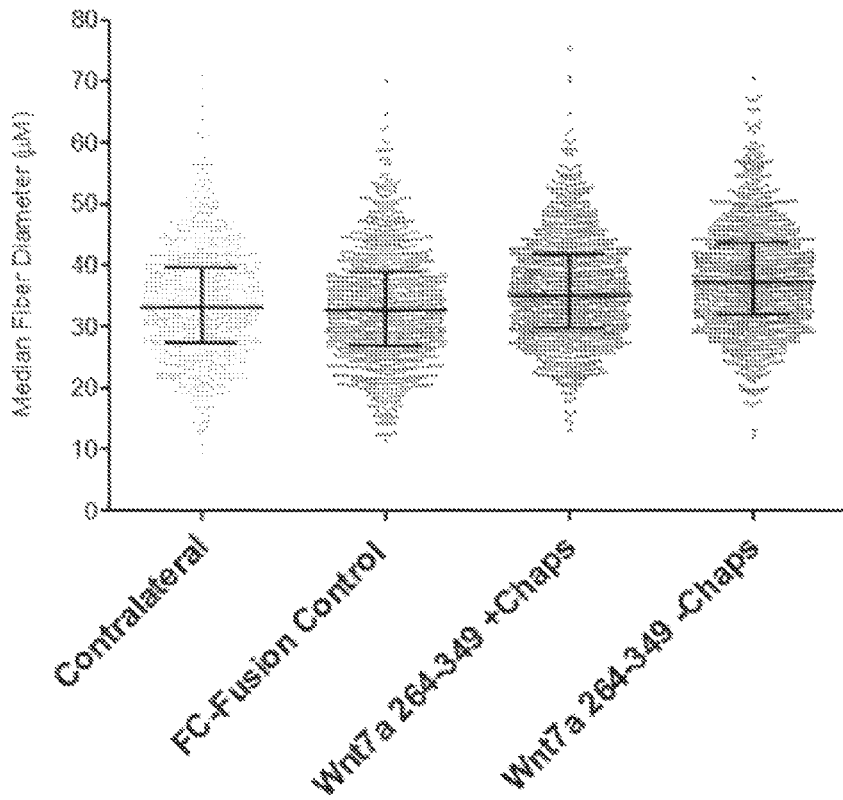 Median Fiber Diameter (µM)
80
70
60
50
40
30
20
10
0
Contralateral
FC-Fusion Control
Wnt7a 264-349 +Chaps
Wnt7a 264-349 -Chaps